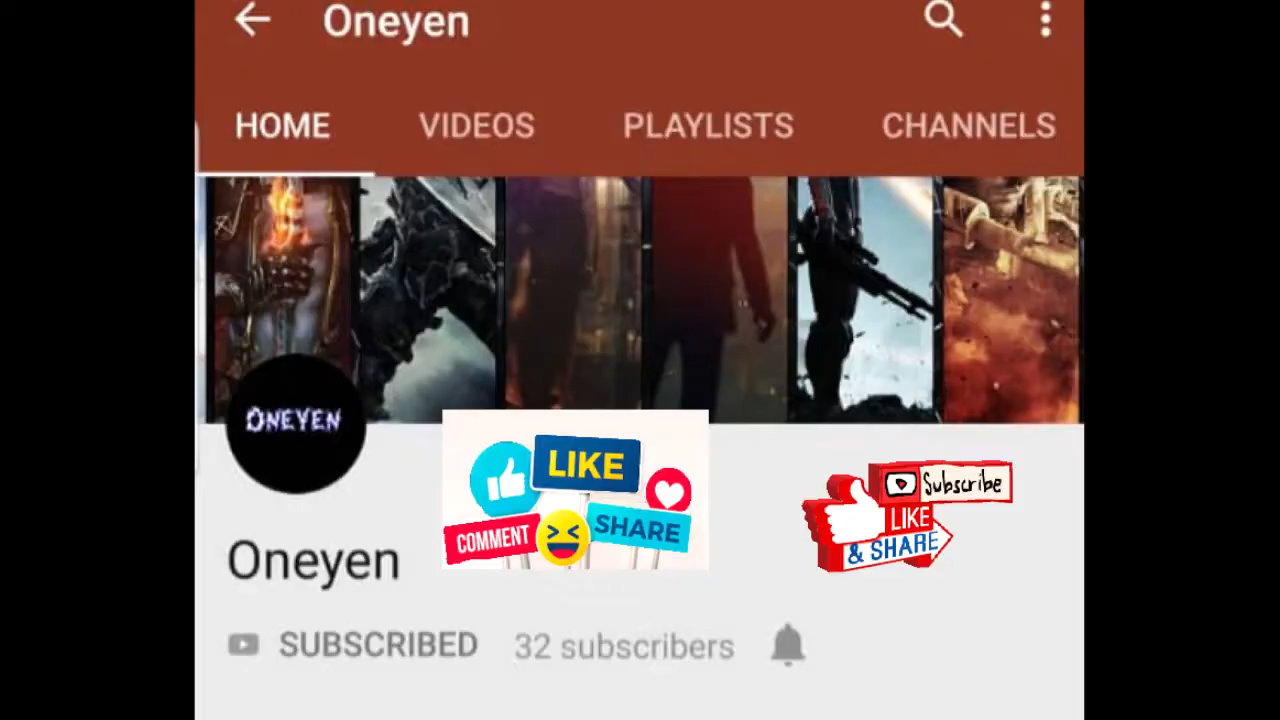 Oneyen
HOME VIDEOS PLAYLISTS CHANNELS
ONEYEN
LIKE
COMMENT
SHARE
Subscribe
LIKE
& SHARE
Oneyen
SUBSCRIBED 32 subscribers